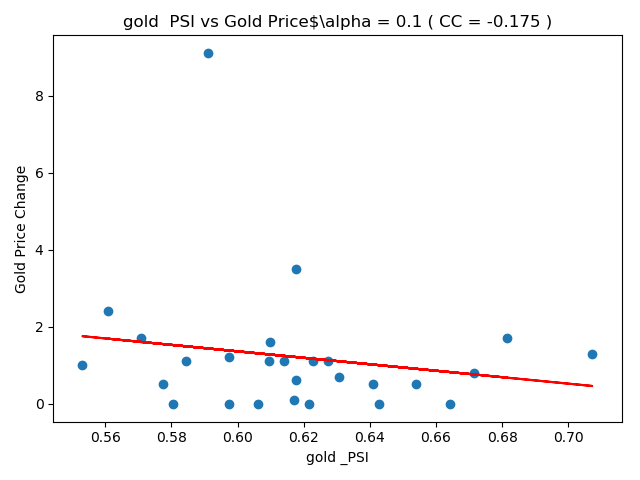 gold  PSI vs Gold Price$\alpha = 0.1 ( CC = -0.175 )
8
6
4
2
0
Gold Price Change
0.56 0.58 0.60 0.62 0.64 0.66 0.68 0.70
gold _PSI